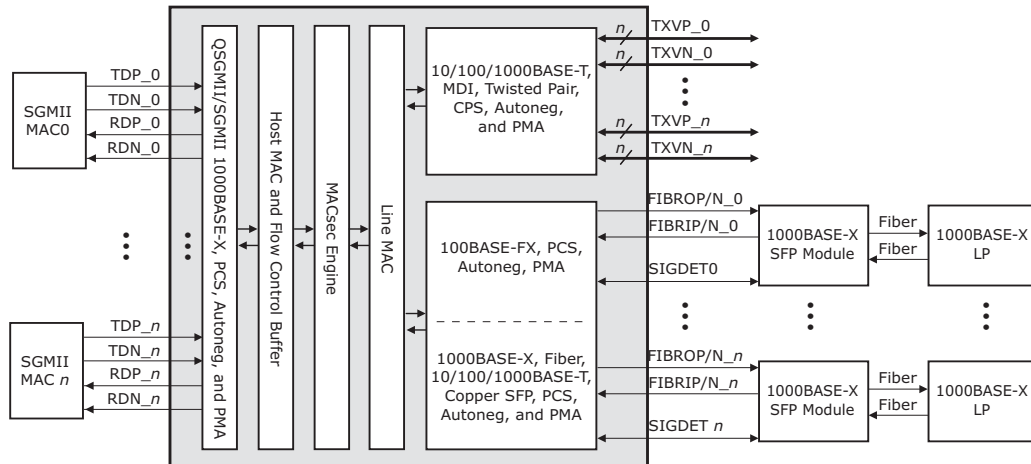 SGMII
MAC0
TDP_0
TDN_0
RDP_0
RDN_0
SGMII
MAC n
TDP_n
TDN_n
RDP_n
RDN_n
QSGMII/SGMII 1000BASE-X, PCS, Autoneg, and PMA
Host MAC and Flow Control
Buffer
MACsec Engine
Line MAC
10/100/1000BASE-T,
MDI, Twisted Pair,
CPS, Autoneg,
and PMA
n
TXVP_0
n
TXVN_0
n
TXVP_n
n
TXVN_n
100BASE-FX, PCS,
Autoneg, PMA
1000BASE-X, Fiber,
10/100/1000BASE-T,
Copper SFP, PCS,
Autoneg, and PMA
FIBROP/N_0
FIBRIP/N_0
SIGDET0
1000BASE-X
SFP Module
Fiber
Fiber
1000BASE-X
LP
FIBROP/N_n
FIBRIP/N_n
SIGDET n
1000BASE-X
SFP Module
Fiber
Fiber
1000BASE-X
LP